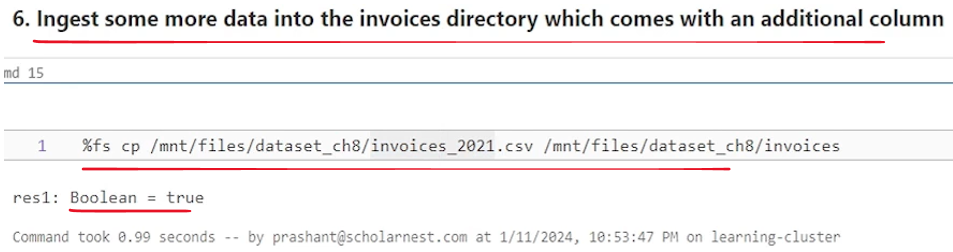 6. Ingest some more data into the invoices directory which comes with an additional column
md 15
1 %fs cp /mnt/files/dataset_ch8/invoices_2021.csv /mnt/files/dataset_ch8/invoices
res1: Boolean = true
Command took 0.99 seconds -- by prashant@scholarnest.com at 1/11/2024, 10:53:47 PM on learning-cluster